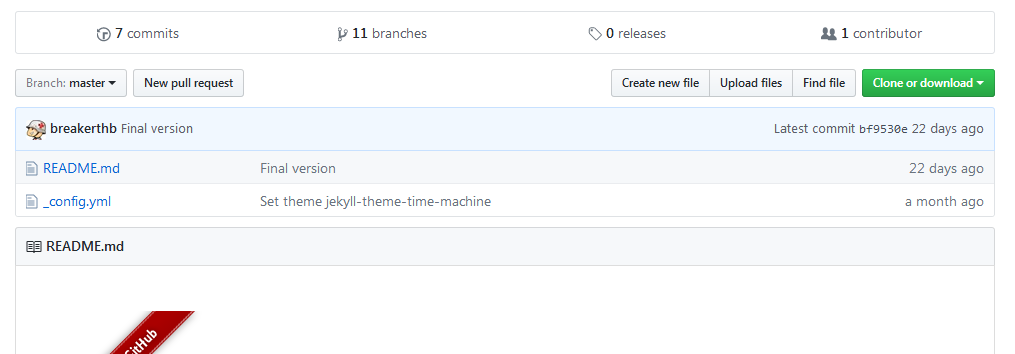 7 commits 11 branches 0 releases 1 contributor
Branch: master New pull request Create new file Upload files Find file Clone or download
breakerthb Final version Latest commit bf9530e 22 days ago
README.md Final version 22 days ago
_config.yml Set theme jekyll-theme-time-machine a month ago
README.md
GitHub